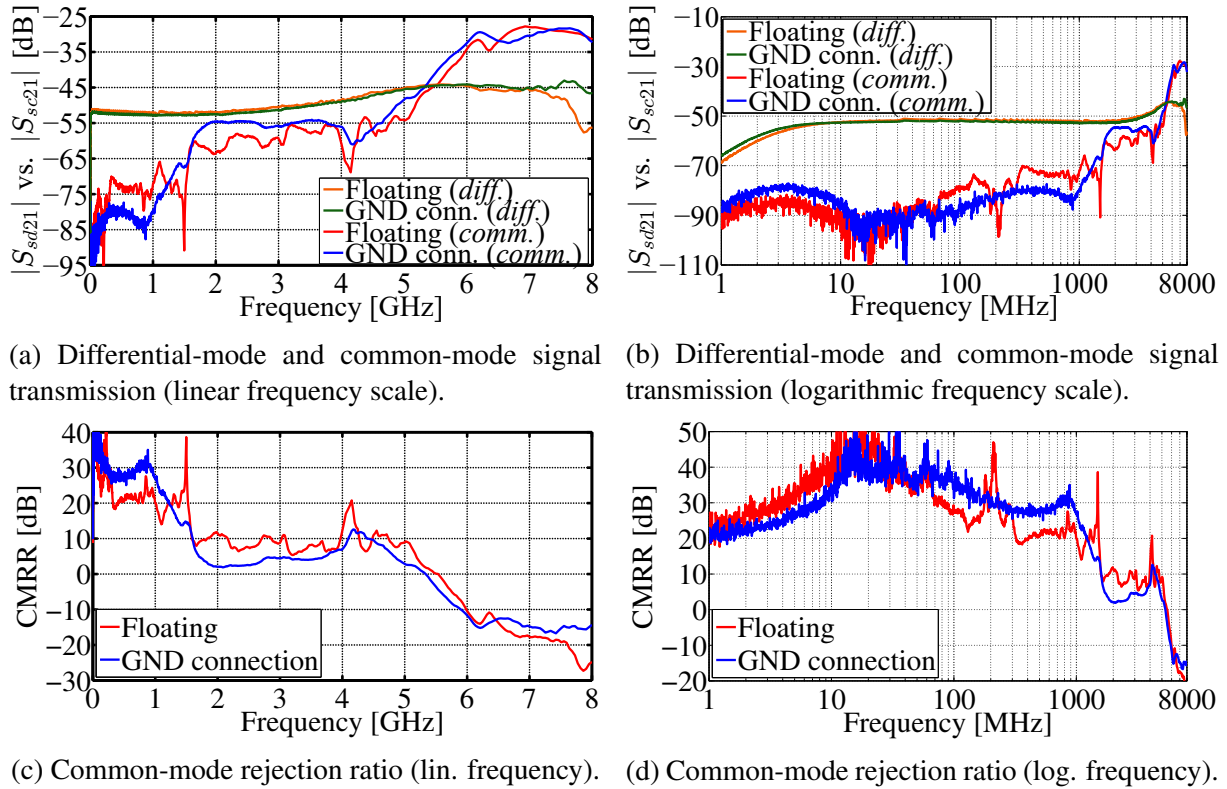 |S_sd21| vs. |S_sc21| [dB]
−25
−35
−45
−55
−65
−75
−85
−95
Floating (diff.)
GND conn. (diff.)
Floating (comm.)
GND conn. (comm.)
0 1 2 3 4 5 6 7 8
Frequency [GHz]
|S_sd21| vs. |S_sc21| [dB]
−10
−30
−50
−70
−90
−110
Floating (diff.)
GND conn. (diff.)
Floating (comm.)
GND conn. (comm.)
1 10 100 1000 8000
Frequency [MHz]
(a) Differential-mode and common-mode signal
transmission (linear frequency scale).
(b) Differential-mode and common-mode signal
transmission (logarithmic frequency scale).
CMRR [dB]
40
30
20
10
0
−10
−20
−30
Floating
GND connection
0 1 2 3 4 5 6 7 8
Frequency [GHz]
CMRR [dB]
50
40
30
20
10
0
−10
−20
Floating
GND connection
1 10 100 1000 8000
Frequency [MHz]
(c) Common-mode rejection ratio (lin. frequency).
(d) Common-mode rejection ratio (log. frequency).